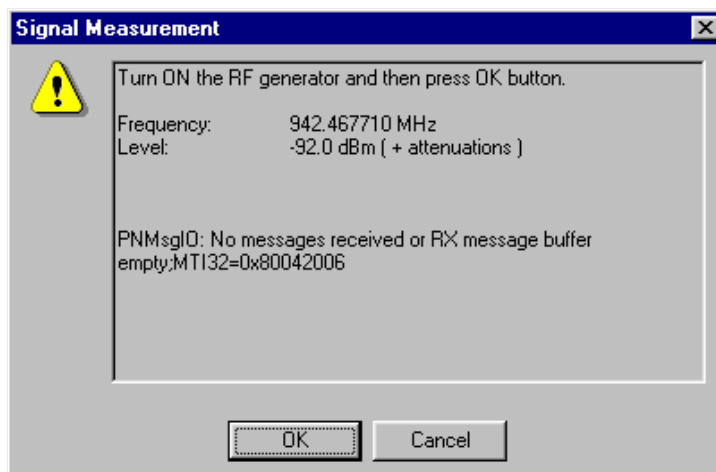 Signal Measurement
Turn ON the RF generator and then press OK button.
Frequency: 942.467710 MHz
Level: -92.0 dBm ( + attenuations )
PNMsgIO: No messages received or RX message buffer
empty;MTI32=0x80042006
OK Cancel